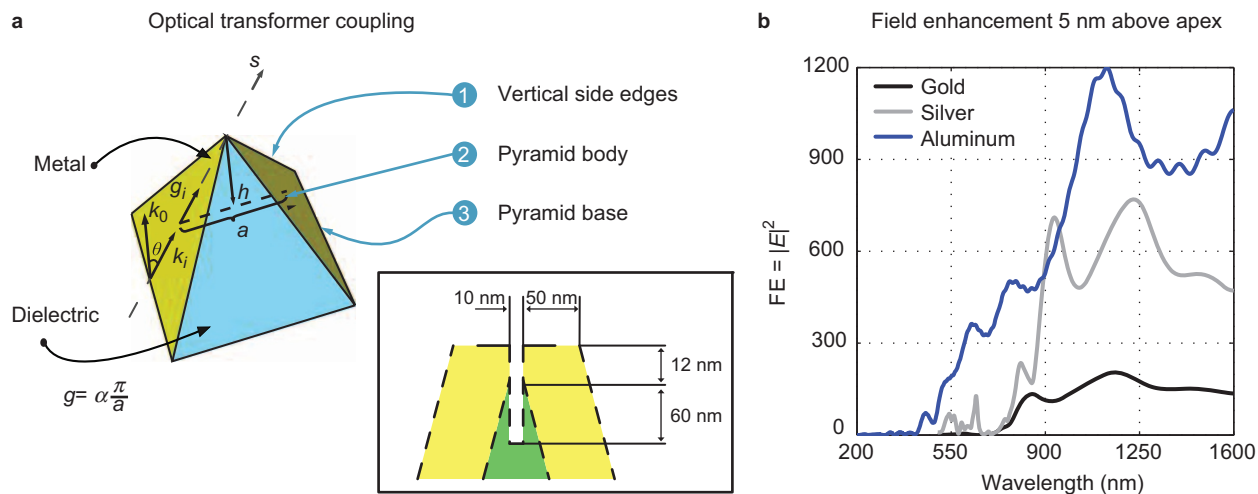 a Optical transformer coupling
s
1 Vertical side edges
Metal
2 Pyramid body
g_i
h
k_0
a
3 Pyramid base
θ
k_i
Dielectric
g= α π/a
10 nm 50 nm
12 nm
60 nm
b Field enhancement 5 nm above apex
FE = |E|²
1200
900
600
300
0
Gold
Silver
Aluminum
200 550 900 1250 1600
Wavelength (nm)